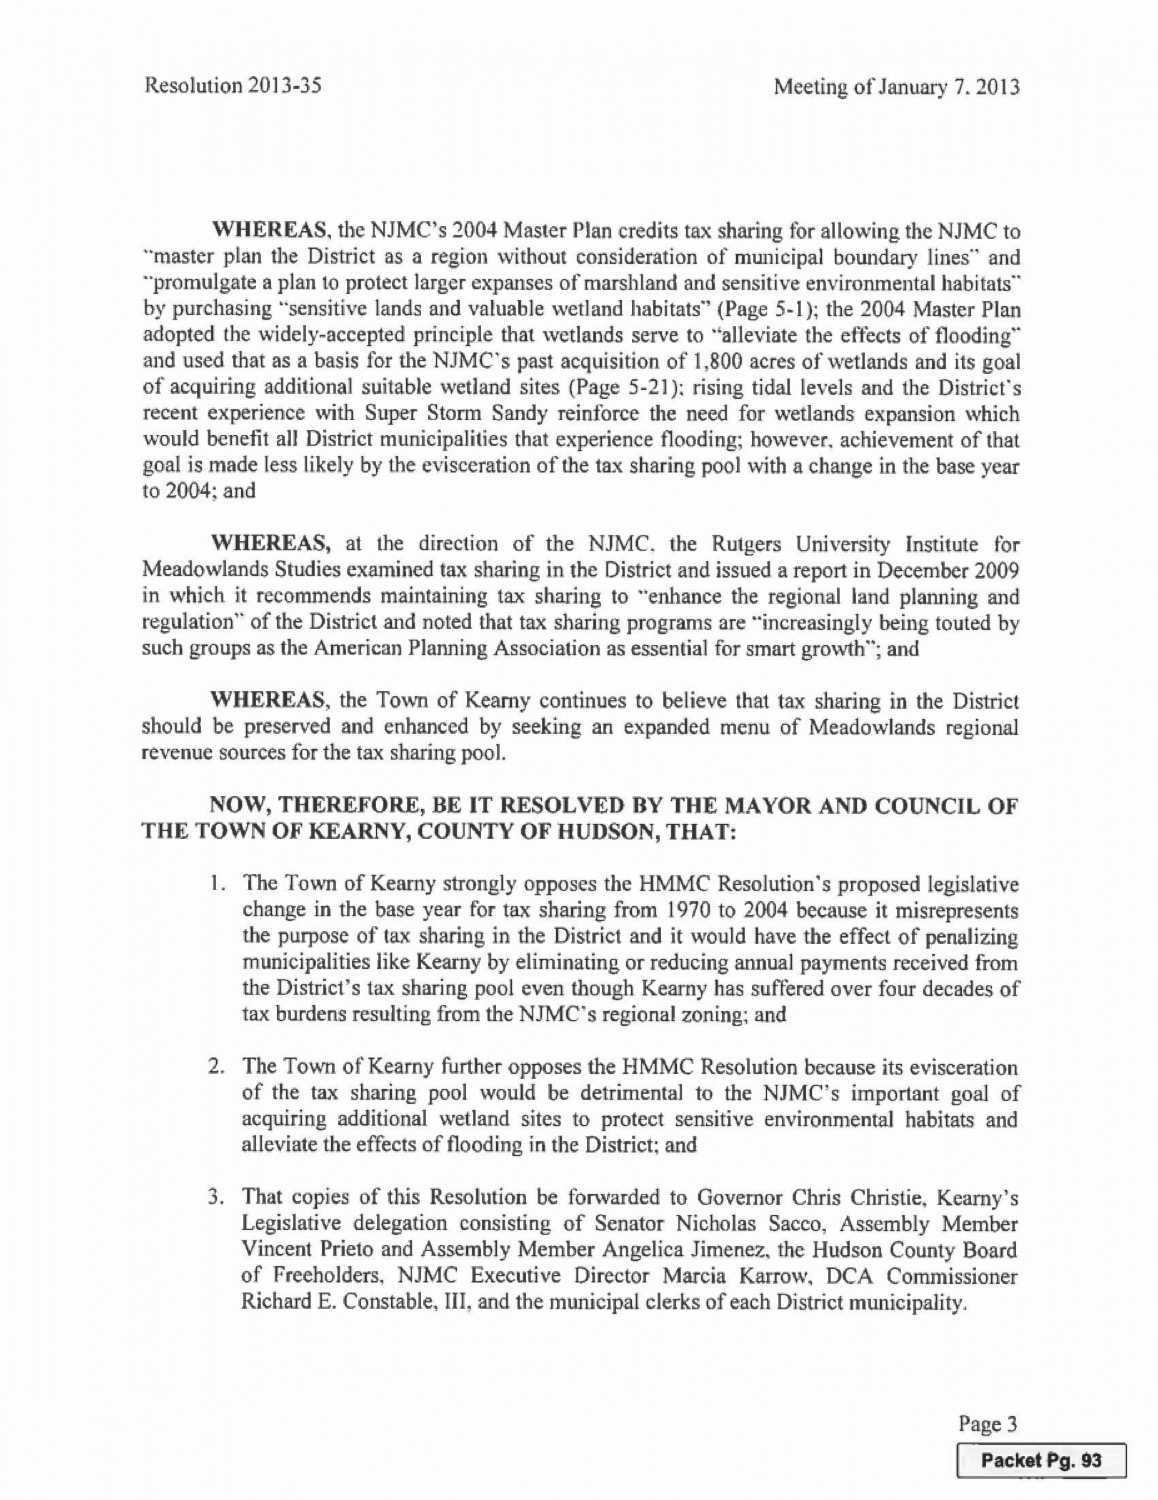 Resolution 2013-35
Meeting of January 7, 2013
WHEREAS, the NJMC's 2004 Master Plan credits tax sharing for allowing the NJMC to
"master plan the District as a region without consideration of municipal boundary lines" and
"promulgate a plan to protect larger expanses of marshland and sensitive environmental habitats"
by purchasing "sensitive lands and valuable wetland habitats" (Page 5-1); the 2004 Master Plan
adopted the widely-accepted principle that wetlands serve to "alleviate the effects of flooding"
and used that as a basis for the NJMC's past acquisition of 1,800 acres of wetlands and its goal
of acquiring additional suitable wetland sites (Page 5-21); rising tidal levels and the District's
recent experience with Super Storm Sandy reinforce the need for wetlands expansion which
would benefit all District municipalities that experience flooding; however, achievement of that
goal is made less likely by the evisceration of the tax sharing pool with a change in the base year
to 2004; and
WHEREAS, at the direction of the NJMC, the Rutgers University Institute for
Meadowlands Studies examined tax sharing in the District and issued a report in December 2009
in which it recommends maintaining tax sharing to "enhance the regional land planning and
regulation" of the District and noted that tax sharing programs are "increasingly being touted by
such groups as the American Planning Association as essential for smart growth"; and
WHEREAS, the Town of Kearny continues to believe that tax sharing in the District
should be preserved and enhanced by seeking an expanded menu of Meadowlands regional
revenue sources for the tax sharing pool.
NOW, THEREFORE, BE IT RESOLVED BY THE MAYOR AND COUNCIL OF
THE TOWN OF KEARNY, COUNTY OF HUDSON, THAT:
1. The Town of Kearny strongly opposes the HMMC Resolution's proposed legislative
change in the base year for tax sharing from 1970 to 2004 because it misrepresents
the purpose of tax sharing in the District and it would have the effect of penalizing
municipalities like Kearny by eliminating or reducing annual payments received from
the District's tax sharing pool even though Kearny has suffered over four decades of
tax burdens resulting from the NJMC's regional zoning; and
2. The Town of Kearny further opposes the HMMC Resolution because its evisceration
of the tax sharing pool would be detrimental to the NJMC's important goal of
acquiring additional wetland sites to protect sensitive environmental habitats and
alleviate the effects of flooding in the District; and
3. That copies of this Resolution be forwarded to Governor Chris Christie, Kearny's
Legislative delegation consisting of Senator Nicholas Sacco, Assembly Member
Vincent Prieto and Assembly Member Angelica Jimenez, the Hudson County Board
of Freeholders, NJMC Executive Director Marcia Karrow, DCA Commissioner
Richard E. Constable, III, and the municipal clerks of each District municipality.
Page 3
Packet Pg. 93